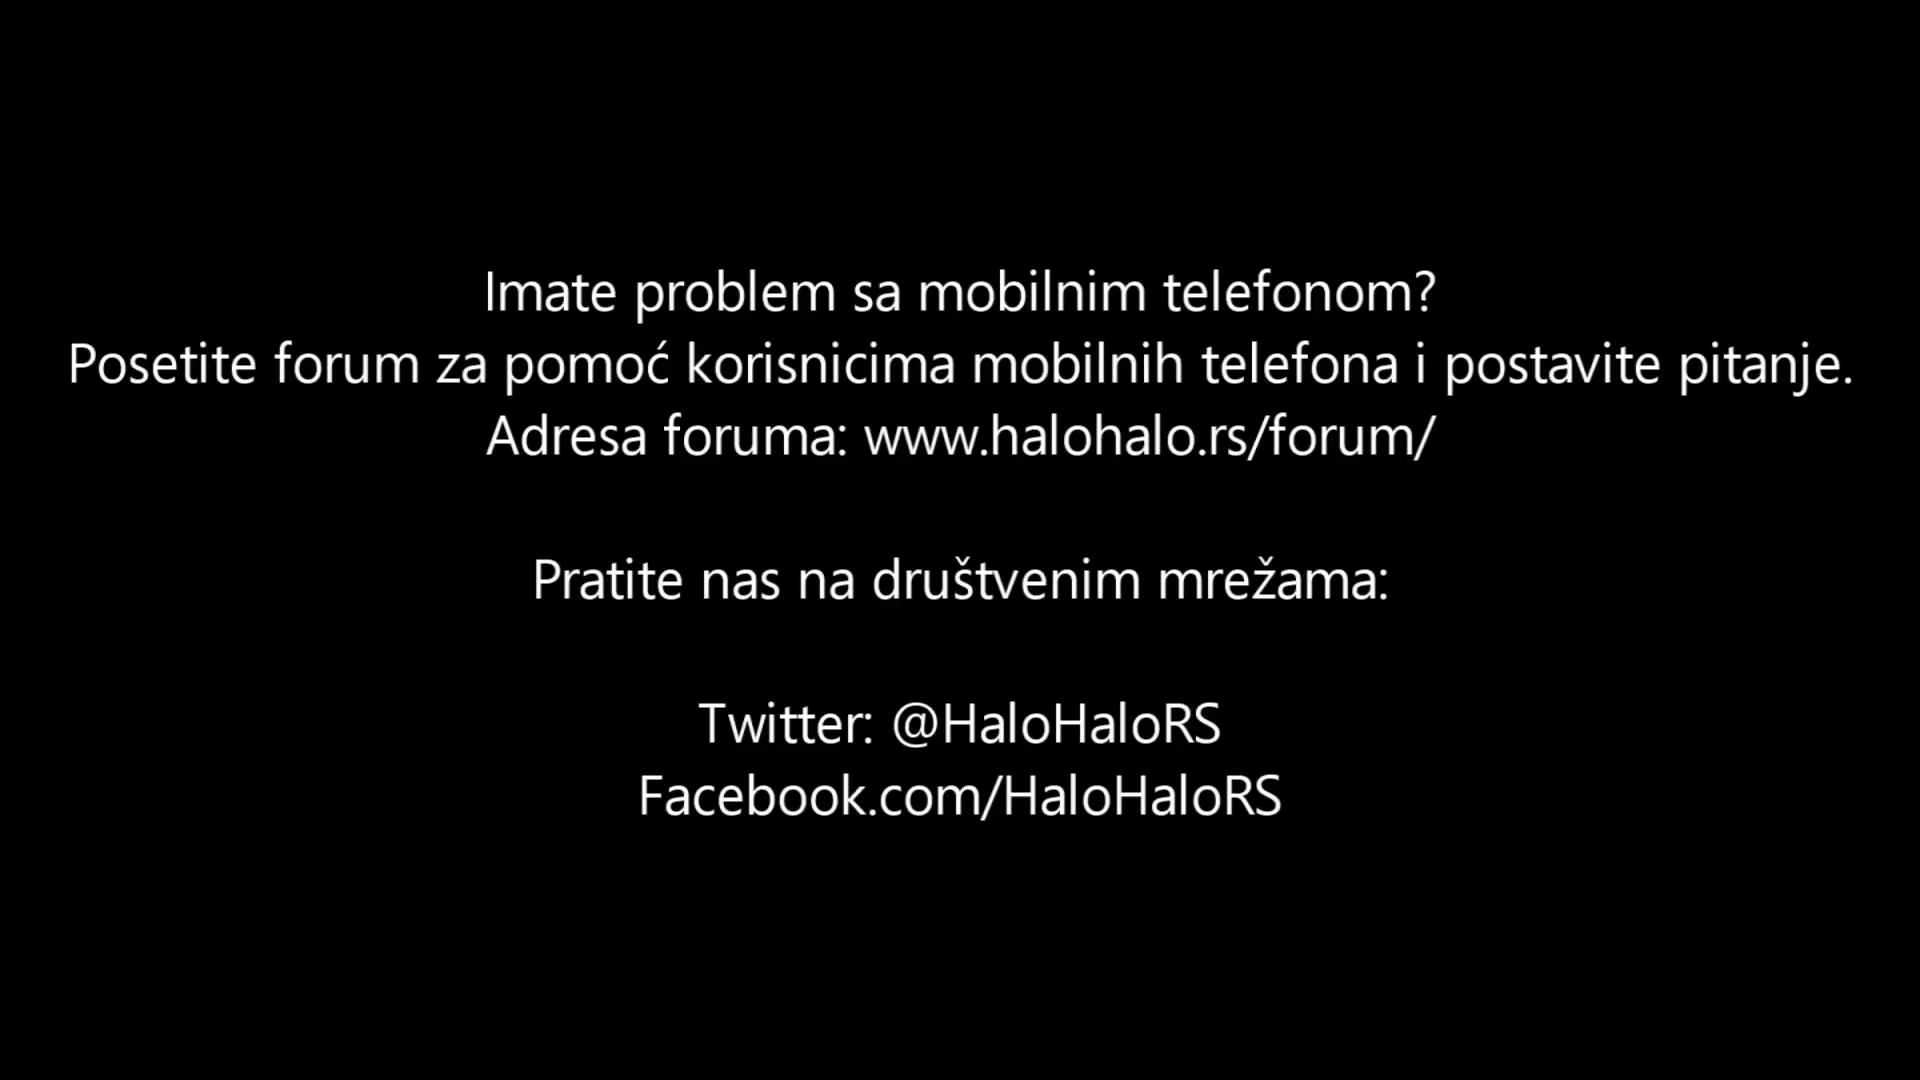 Imate problem sa mobilnim telefonom?
Posetite forum za pomoć korisnicima mobilnih telefona i postavite pitanje.
Adresa foruma: www.halohalo.rs/forum/
Pratite nas na društvenim mrežama:
Twitter: @HaloHaloRS
Facebook.com/HaloHaloRS